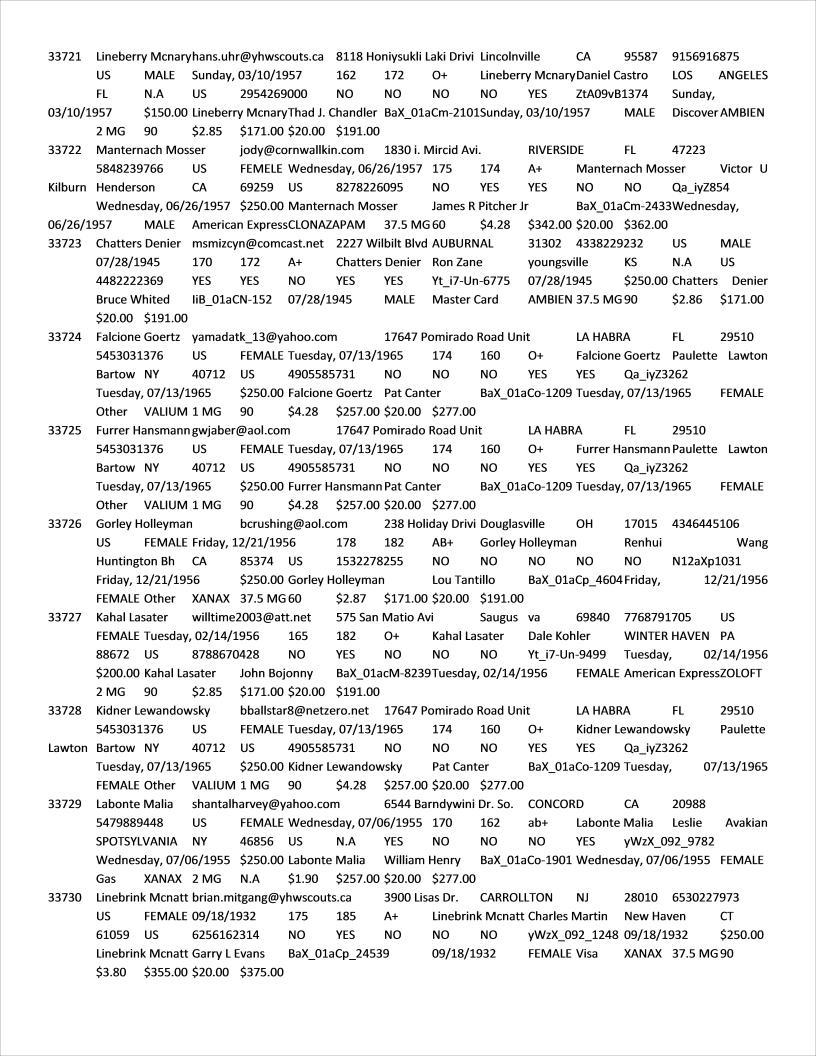 33721 Lineberry Mcnary hans.uhr@yhwscouts.ca 8118 Honiysukli Laki Drivi Lincolnville CA 95587 9156916875
US MALE Sunday, 03/10/1957 162 172 O+ Lineberry Mcnary Daniel Castro LOS ANGELES
FL N.A US 2954269000 NO NO NO NO YES ZtA09vB1374 Sunday,
03/10/1957 $150.00 Lineberry Mcnary Thad J. Chandler BaX_01aCm-2101 Sunday, 03/10/1957 MALE Discover AMBIEN
2 MG 90 $2.85 $171.00 $20.00 $191.00
33722 Manternach Mosser jody@cornwallkin.com 1830 i. Mircid Avi. RIVERSIDE FL 47223
5848239766 US FEMELE Wednesday, 06/26/1957 175 174 A+ Manternach Mosser Victor U
Kilburn Henderson CA 69259 US 8278226095 NO YES YES NO NO Qa_iyZ854
Wednesday, 06/26/1957 $250.00 Manternach Mosser James R Pitcher Jr BaX_01aCm-2433 Wednesday,
06/26/1957 MALE American Express CLONAZAPAM 37.5 MG 60 $4.28 $342.00 $20.00 $362.00
33723 Chatters Denier msmizcyn@comcast.net 2227 Wilbilt Blvd AUBURNAL 31302 4338229232 US MALE
07/28/1945 170 172 A+ Chatters Denier Ron Zane youngsville KS N.A US
4482222369 YES YES NO YES YES Yt_i7-Un-6775 07/28/1945 $250.00 Chatters Denier
Bruce Whited IiB_01aCN-152 07/28/1945 MALE Master Card AMBIEN 37.5 MG 90 $2.86 $171.00
$20.00 $191.00
33724 Falcione Goertz yamadatk_13@yahoo.com 17647 Pomirado Road Unit LA HABRA FL 29510
5453031376 US FEMALE Tuesday, 07/13/1965 174 160 O+ Falcione Goertz Paulette Lawton
Bartow NY 40712 US 4905585731 NO NO NO YES YES Qa_iyZ3262
Tuesday, 07/13/1965 $250.00 Falcione Goertz Pat Canter BaX_01aCo-1209 Tuesday, 07/13/1965 FEMALE
Other VALIUM 1 MG 90 $4.28 $257.00 $20.00 $277.00
33725 Furrer Hansmann gwjaber@aol.com 17647 Pomirado Road Unit LA HABRA FL 29510
5453031376 US FEMALE Tuesday, 07/13/1965 174 160 O+ Furrer Hansmann Paulette Lawton
Bartow NY 40712 US 4905585731 NO NO NO YES YES Qa_iyZ3262
Tuesday, 07/13/1965 $250.00 Furrer Hansmann Pat Canter BaX_01aCo-1209 Tuesday, 07/13/1965 FEMALE
Other VALIUM 1 MG 90 $4.28 $257.00 $20.00 $277.00
33726 Gorley Holleyman bcrushing@aol.com 238 Holiday Drivi Douglasville OH 17015 4346445106
US FEMALE Friday, 12/21/1956 178 182 AB+ Gorley Holleyman Renhui Wang
Huntington Bh CA 85374 US 1532278255 NO NO NO NO NO N12aXp1031
Friday, 12/21/1956 $250.00 Gorley Holleyman Lou Tantillo BaX_01aCp_4604 Friday, 12/21/1956
FEMALE Other XANAX 37.5 MG 60 $2.87 $171.00 $20.00 $191.00
33727 Kahal Lasater willtime2003@att.net 575 San Matio Avi Saugus va 69840 7768791705 US
FEMALE Tuesday, 02/14/1956 165 182 O+ Kahal Lasater Dale Kohler WINTER HAVEN PA
88672 US 8788670428 NO YES NO NO NO Yt_i7-Un-9499 Tuesday, 02/14/1956
$200.00 Kahal Lasater John Bojonny BaX_01acM-8239 Tuesday, 02/14/1956 FEMALE American Express ZOLOFT
2 MG 90 $2.85 $171.00 $20.00 $191.00
33728 Kidner Lewandowsky bballstar8@netzero.net 17647 Pomirado Road Unit LA HABRA FL 29510
5453031376 US FEMALE Tuesday, 07/13/1965 174 160 O+ Kidner Lewandowsky Paulette
Lawton Bartow NY 40712 US 4905585731 NO NO NO YES YES Qa_iyZ3262
Tuesday, 07/13/1965 $250.00 Kidner Lewandowsky Pat Canter BaX_01aCo-1209 Tuesday, 07/13/1965
FEMALE Other VALIUM 1 MG 90 $4.28 $257.00 $20.00 $277.00
33729 Labonte Malia shantalharvey@yahoo.com 6544 Barndywini Dr. So. CONCORD CA 20988
5479889448 US FEMALE Wednesday, 07/06/1955 170 162 ab+ Labonte Malia Leslie Avakian
SPOTSYLVANIA NY 46856 US N.A YES NO NO NO YES yWzX_092_9782
Wednesday, 07/06/1955 $250.00 Labonte Malia William Henry BaX_01aCo-1901 Wednesday, 07/06/1955 FEMALE
Gas XANAX 2 MG N.A $1.90 $257.00 $20.00 $277.00
33730 Linebrink Mcnatt brian.mitgang@yhwscouts.ca 3900 Lisas Dr. CARROLLTON NJ 28010 6530227973
US FEMALE 09/18/1932 175 185 A+ Linebrink Mcnatt Charles Martin New Haven CT
61059 US 6256162314 NO YES NO NO NO yWzX_092_1248 09/18/1932 $250.00
Linebrink Mcnatt Garry L Evans BaX_01aCp_24539 09/18/1932 FEMALE Visa XANAX 37.5 MG 90
$3.80 $355.00 $20.00 $375.00